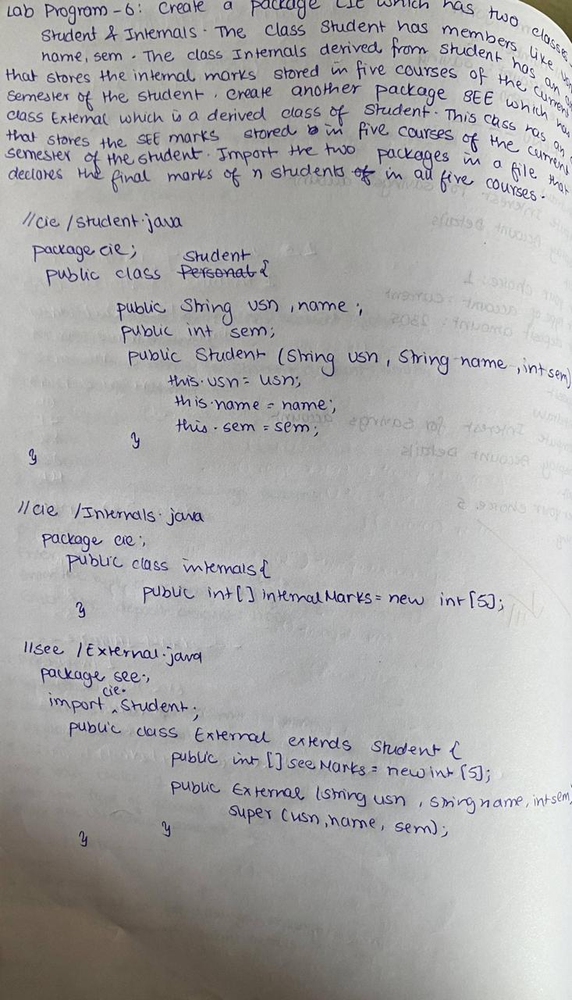 Lab Program-6: Create a package CIE which has two classes-
Student & Internals. The class Student has members like usn
name, sem. The class Internals derived from student has an
that stores the internal marks stored in five courses of the current
semester of the student. create another package SEE which has
class External which is a derived class of Student. This class has an
that stores the SEE marks stored in five courses of the current
semester of the student. Import the two packages in a file that
declares the final marks of n students of in all five courses.
//cie /student.java
package cie;
public class Personal Student {
public String usn, name;
public int sem;
public Student (String usn, String name, int sem)
this.usn = usn;
this.name = name;
this.sem = sem;
}
}
//cie /Internals.java
package cie;
public class internals{
public int[] internalMarks = new int[5];
}
//see /External.java
package see;
import cie.Student;
public class External extends Student {
public int [] seeMarks = new int [5];
public External (String usn, String name, int sem)
super (usn, name, sem);
}
}